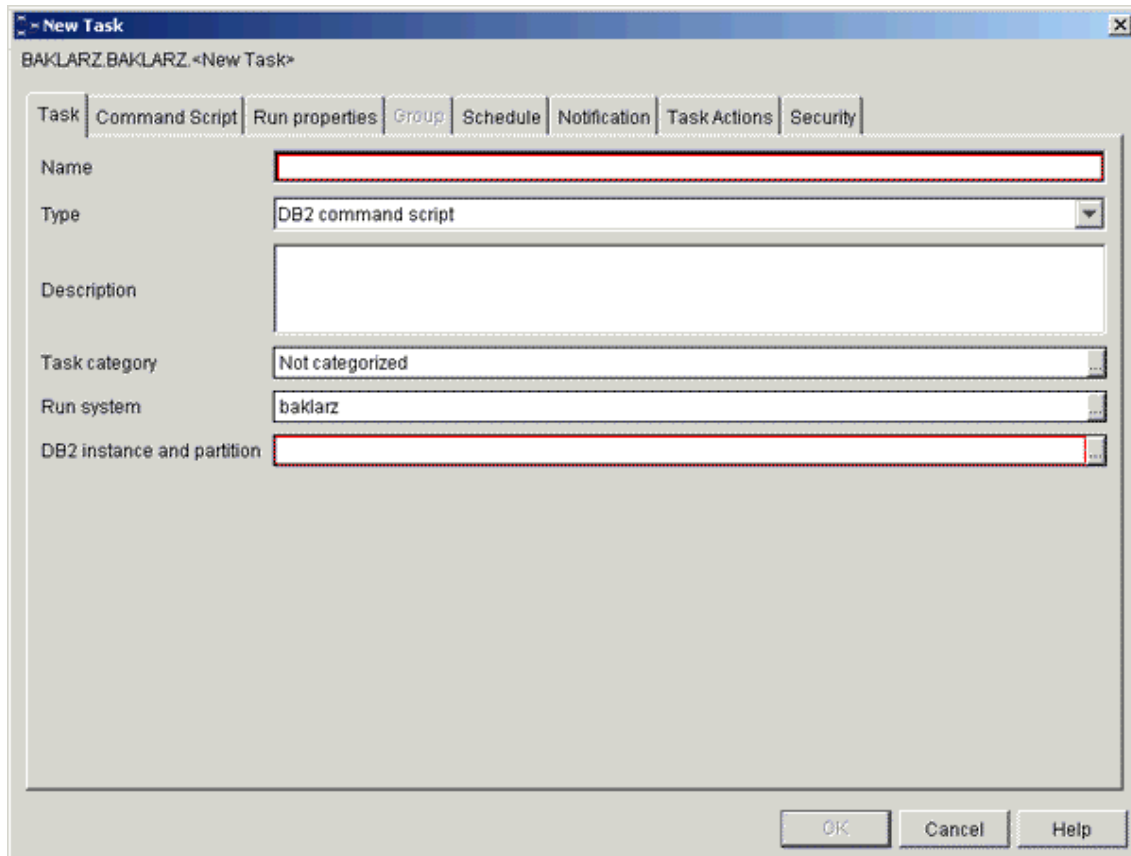 New Task
BAKLARZ.BAKLARZ.<New Task>
Task Command Script Run properties Group Schedule Notification Task Actions Security
Name
Type DB2 command script
Description
Task category Not categorized ...
Run system baklarz ...
DB2 instance and partition ...
OK Cancel Help